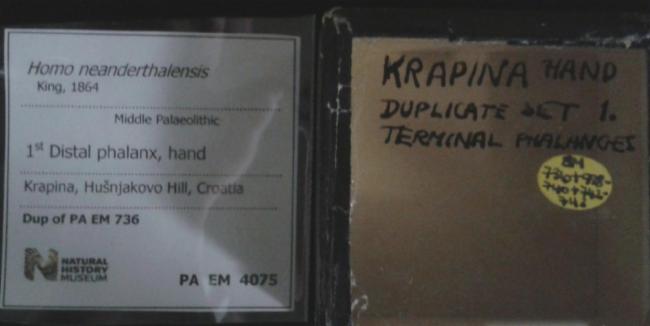 Homo neanderthalensis
King, 1864
Middle Palaeolithic
1st Distal phalanx, hand
Krapina, Hušnjakovo Hill, Croatia
Dup of PA EM 736
NATURAL
HISTORY
MUSEUM
PA EM 4075
KRAPINA HAND
DUPLICATE SET 1.
TERMINAL PHALANGES